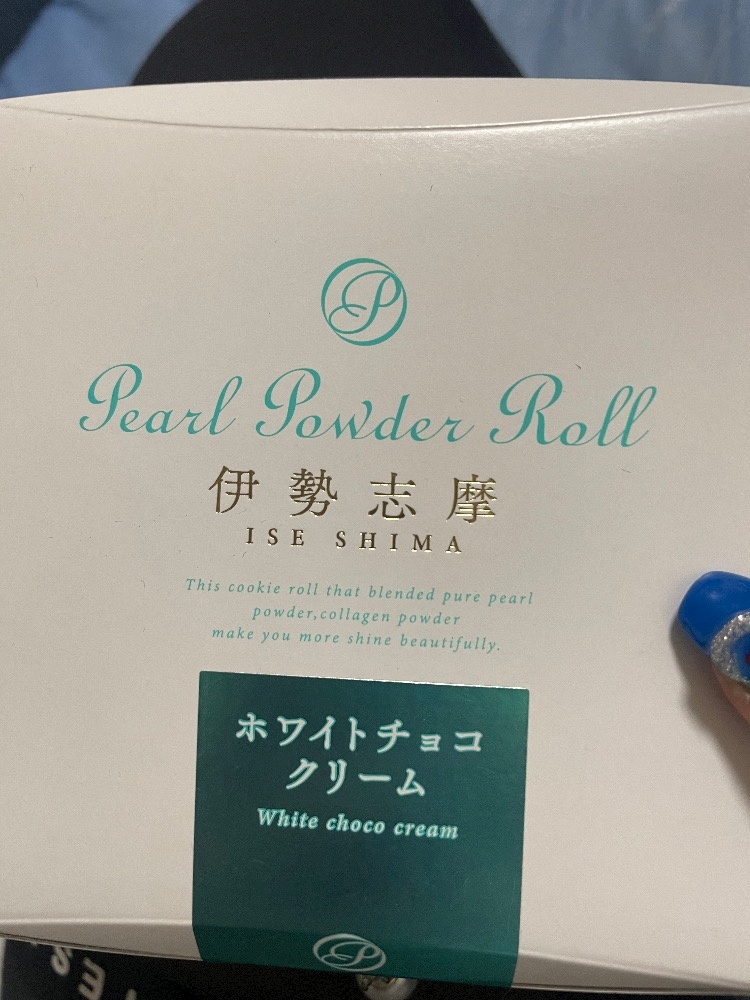 P
Pearl Powder Roll
伊勢志摩
ISE SHIMA
This cookie roll that blended pure pearl
powder,collagen powder
make you more shine beautifully.
ホワイトチョコ
クリーム
White choco cream
P